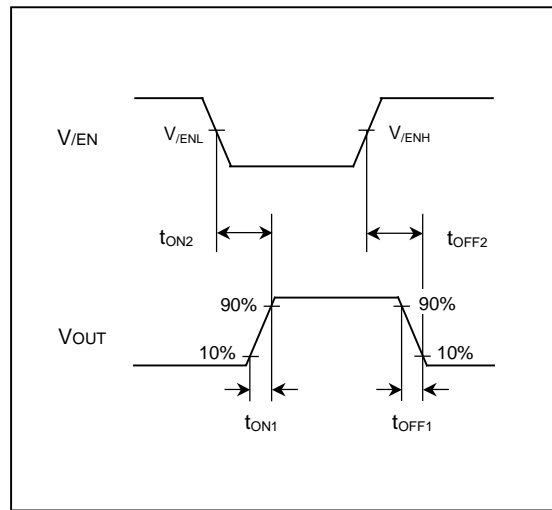 V/EN
V/ENL
V/ENH
tON2
tOFF2
90%
90%
VOUT
10%
10%
tON1
tOFF1